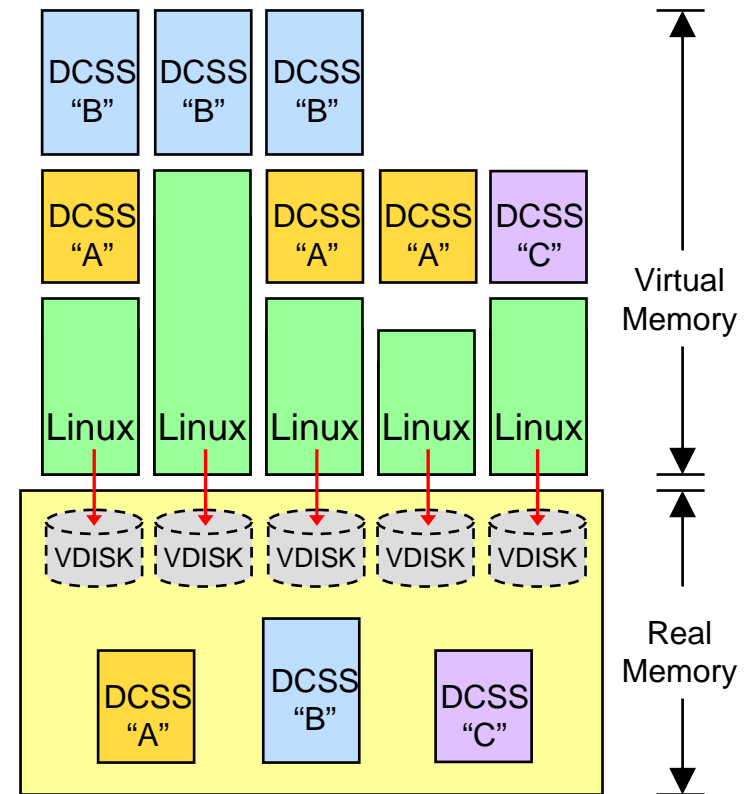 DCSS
“B”
DCSS
“B”
DCSS
“B”
DCSS
“A”
DCSS
“A”
DCSS
“A”
DCSS
“C”
Virtual
Memory
Linux
Linux
Linux
Linux
Linux
VDISK
VDISK
VDISK
VDISK
VDISK
Real
Memory
DCSS
“A”
DCSS
“B”
DCSS
“C”